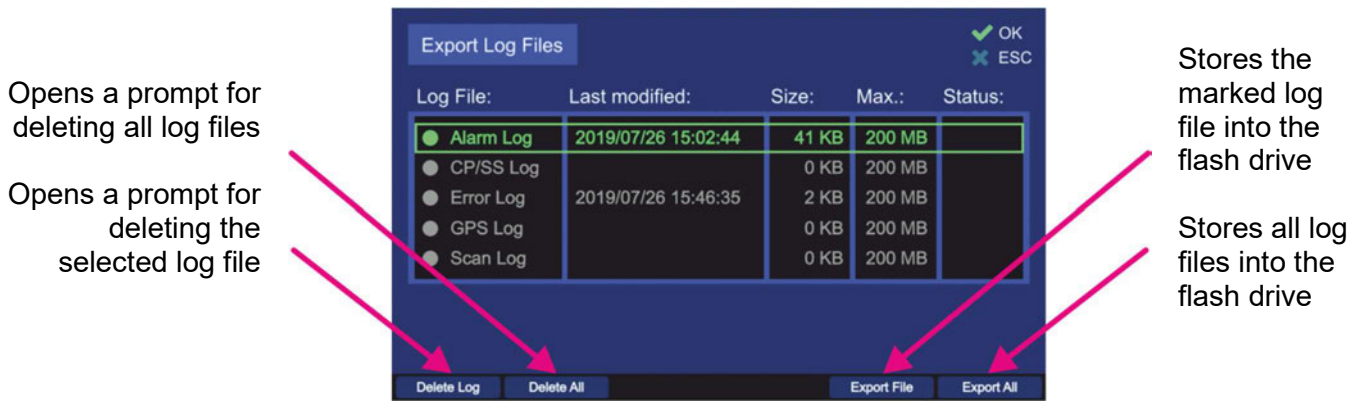 Opens a prompt for
deleting all log files
Opens a prompt for
deleting the
selected log file
Export Log Files
OK
ESC
Log File: Last modified: Size: Max.: Status:
Alarm Log 2019/07/26 15:02:44 41 KB 200 MB
CP/SS Log 0 KB 200 MB
Error Log 2019/07/26 15:46:35 2 KB 200 MB
GPS Log 0 KB 200 MB
Scan Log 0 KB 200 MB
Delete Log Delete All Export File Export All
Stores the
marked log
file into the
flash drive
Stores all log
files into the
flash drive